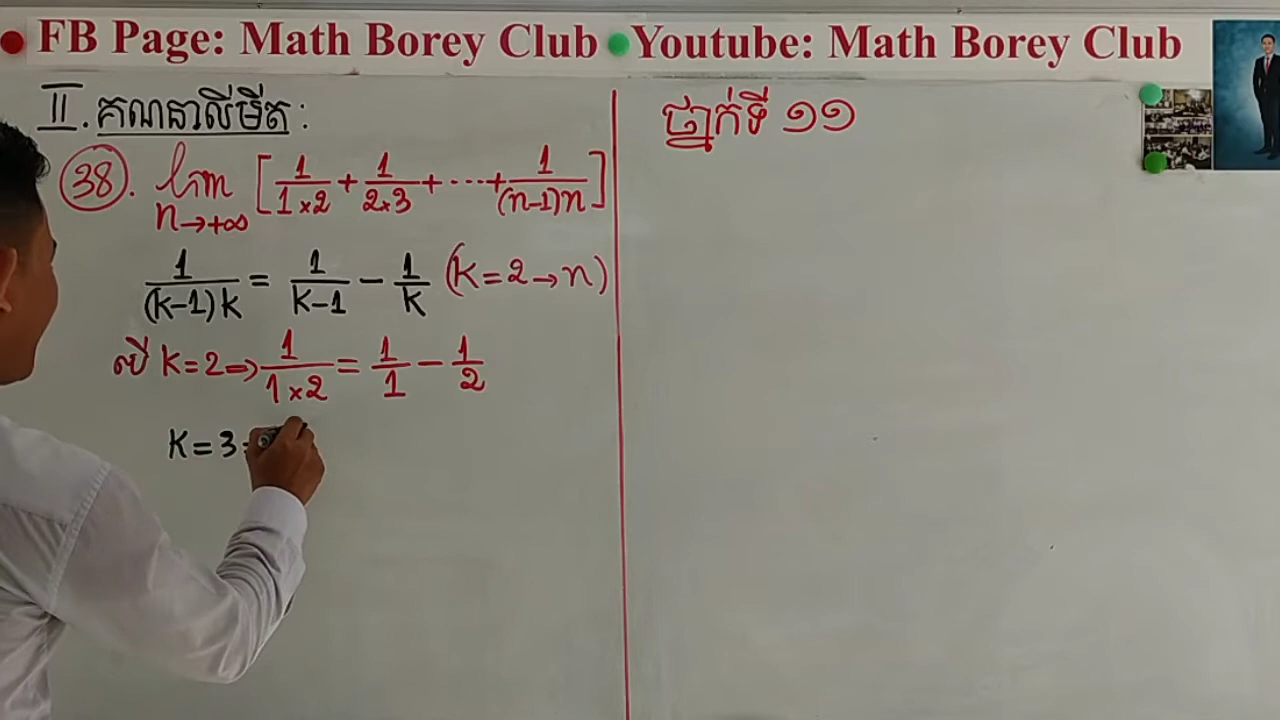 FB Page: Math Borey Club Youtube: Math Borey Club
II. គណនាលីមីត :
38. lim n→+∞ [1/(1×2) + 1/(2×3) + ... + 1/((n-1)n)]
1/((k-1)k) = 1/(k-1) - 1/k (k=2→n)
បើ k=2 ⇒ 1/(1×2) = 1/1 - 1/2
k=3
ថ្នាក់ទី ១១